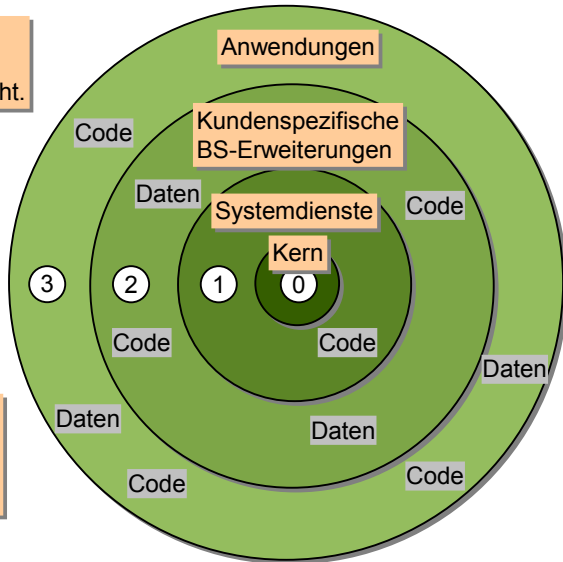 Anwendungen
ht.
Code
Kundenspezifische
BS-Erweiterungen
Daten
Code
Systemdienste
Kern
3
2
1
0
Code
Code
Daten
Daten
Daten
Code
Code